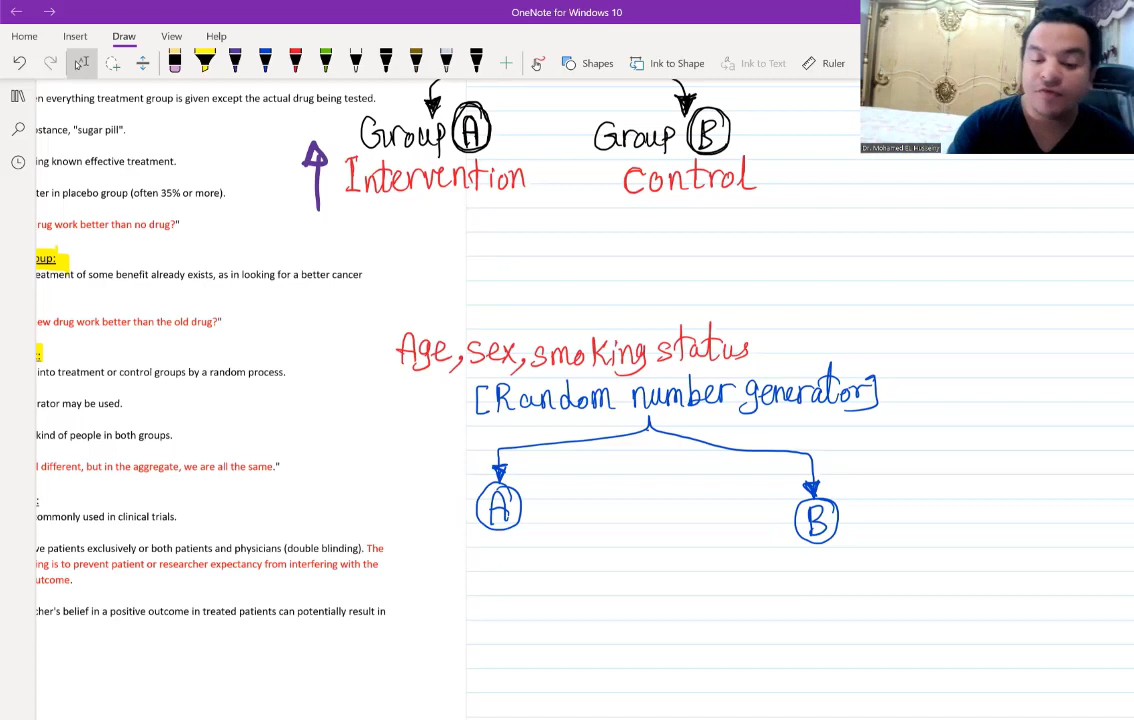 OneNote for Windows 10
Home Insert Draw View Help
Shapes Ink to Shape Ink to Text Ruler
n everything treatment group is given except the actual drug being tested.
stance, "sugar pill".
ing known effective treatment.
ter in placebo group (often 35% or more).
rug work better than no drug?"
oup:
eatment of some benefit already exists, as in looking for a better cancer
ew drug work better than the old drug?"
into treatment or control groups by a random process.
rator may be used.
kind of people in both groups.
l different, but in the aggregate, we are all the same."
commonly used in clinical trials.
ve patients exclusively or both patients and physicians (double blinding). The
ing is to prevent patient or researcher expectancy from interfering with the
utcome.
cher's belief in a positive outcome in treated patients can potentially result in
Group A
Intervention
Group B
Control
Age, sex, smoking status
[Random number generator]
A
B
Dr. Mohamed EL Husseiny